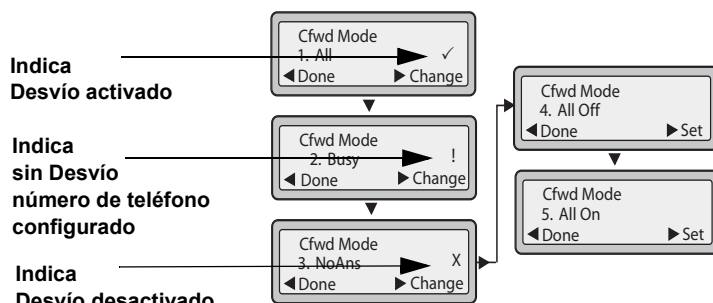 Indica
Desvío activado
Indica
sin Desvío
número de teléfono
configurado
Indica
Desvío desactivado
Cfwd Mode
1. All ✓
◀Done ▶Change
Cfwd Mode
2. Busy !
◀Done ▶Change
Cfwd Mode
3. NoAns X
◀Done ▶Change
Cfwd Mode
4. All Off
◀Done ▶Set
Cfwd Mode
5. All On
◀Done ▶Set